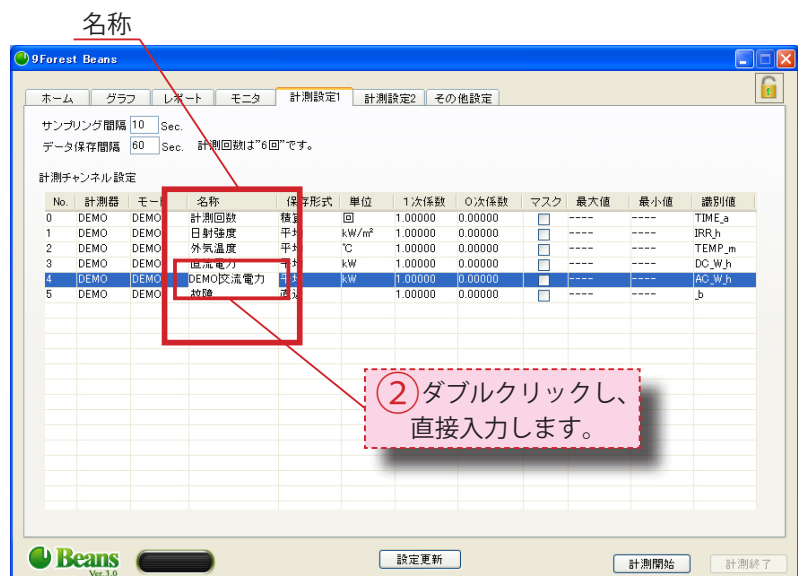 名称
9Forest Beans
ホーム グラフ レポート モニタ 計測設定1 計測設定2 その他設定
サンプリング間隔 10 Sec.
データ保存間隔 60 Sec. 計測回数は"6回"です。
計測チャンネル設定
No. 計測器 モード 名称 保存形式 単位 1次係数 0次係数 マスク 最大値 最小値 識別値
0 DEMO DEMO 計測回数 積算 回 1.00000 0.00000 ---- ---- TIME_a
1 DEMO DEMO 日射強度 平均 kW/m² 1.00000 0.00000 ---- ---- IRR_h
2 DEMO DEMO 外気温度 平均 ℃ 1.00000 0.00000 ---- ---- TEMP_m
3 DEMO DEMO 直流電力 平均 kW 1.00000 0.00000 ---- ---- DC_W_h
4 DEMO DEMO DEMO交流電力 平均 kW 1.00000 0.00000 ---- ---- AC_W_h
5 DEMO DEMO 故障 直近 1.00000 0.00000 ---- ---- _b
②ダブルクリックし、
直接入力します。
Beans
Ver.3.0
設定更新 計測開始 計測終了